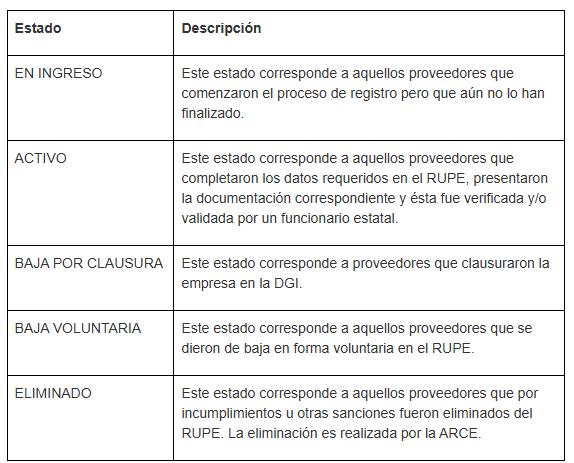 Estado
Descripción
EN INGRESO
Este estado corresponde a aquellos proveedores que
comenzaron el proceso de registro pero que aún no lo han
finalizado.
ACTIVO
Este estado corresponde a aquellos proveedores que
completaron los datos requeridos en el RUPE, presentaron
la documentación correspondiente y ésta fue verificada y/o
validada por un funcionario estatal.
BAJA POR CLAUSURA
Este estado corresponde a proveedores que clausuraron la
empresa en la DGI.
BAJA VOLUNTARIA
Este estado corresponde a aquellos proveedores que se
dieron de baja en forma voluntaria en el RUPE.
ELIMINADO
Este estado corresponde a aquellos proveedores que por
incumplimientos u otras sanciones fueron eliminados del
RUPE. La eliminación es realizada por la ARCE.